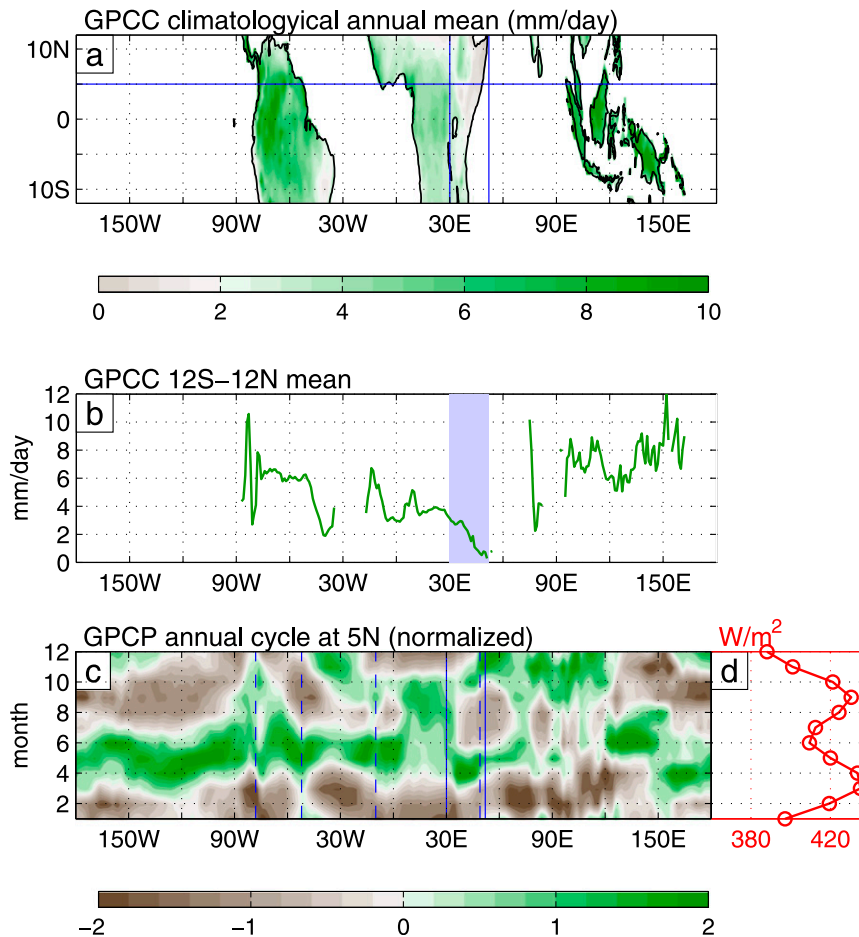 GPCC climatologyical annual mean (mm/day)
a
10N
0
10S
150W 90W 30W 30E 90E 150E
0 2 4 6 8 10
GPCC 12S−12N mean
b
mm/day
12
10
8
6
4
2
0
150W 90W 30W 30E 90E 150E
GPCP annual cycle at 5N (normalized)
W/m2
c
d
month
12
10
8
6
4
2
150W 90W 30W 30E 90E 150E
380 420
−2 −1 0 1 2